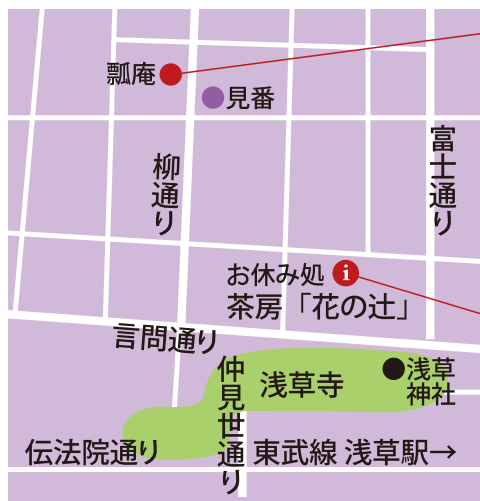 瓢庵
見番
柳通り
富士通り
お休み処
i
茶房「花の辻」
言問通り
浅草寺
浅草
神社
仲見世通り
伝法院通り
東武線 浅草駅→